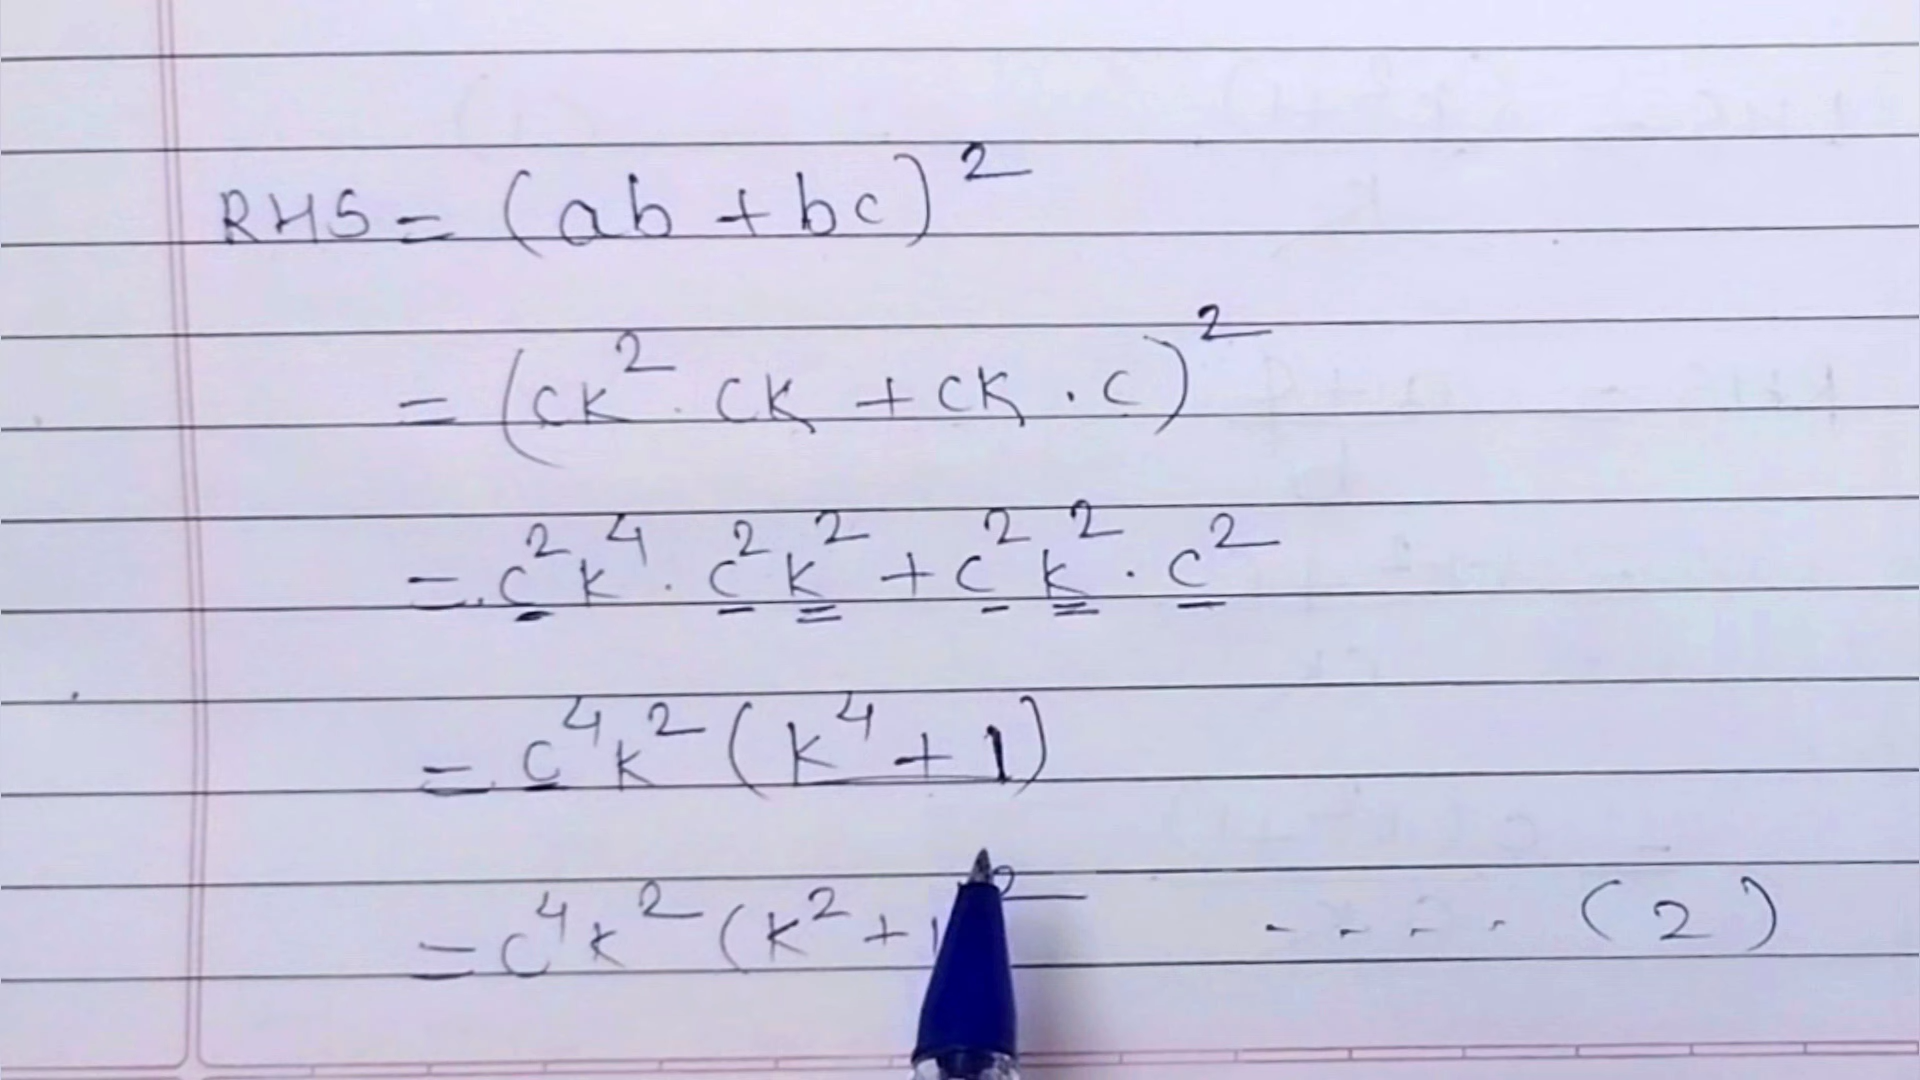 RHS = (ab + bc)²
= (ck² . ck + ck . c)²
= c²k⁴ . c²k² + c²k² . c²
= c⁴k² (k⁴ + 1)
= c⁴k² (k² + 1 ² .... (2)